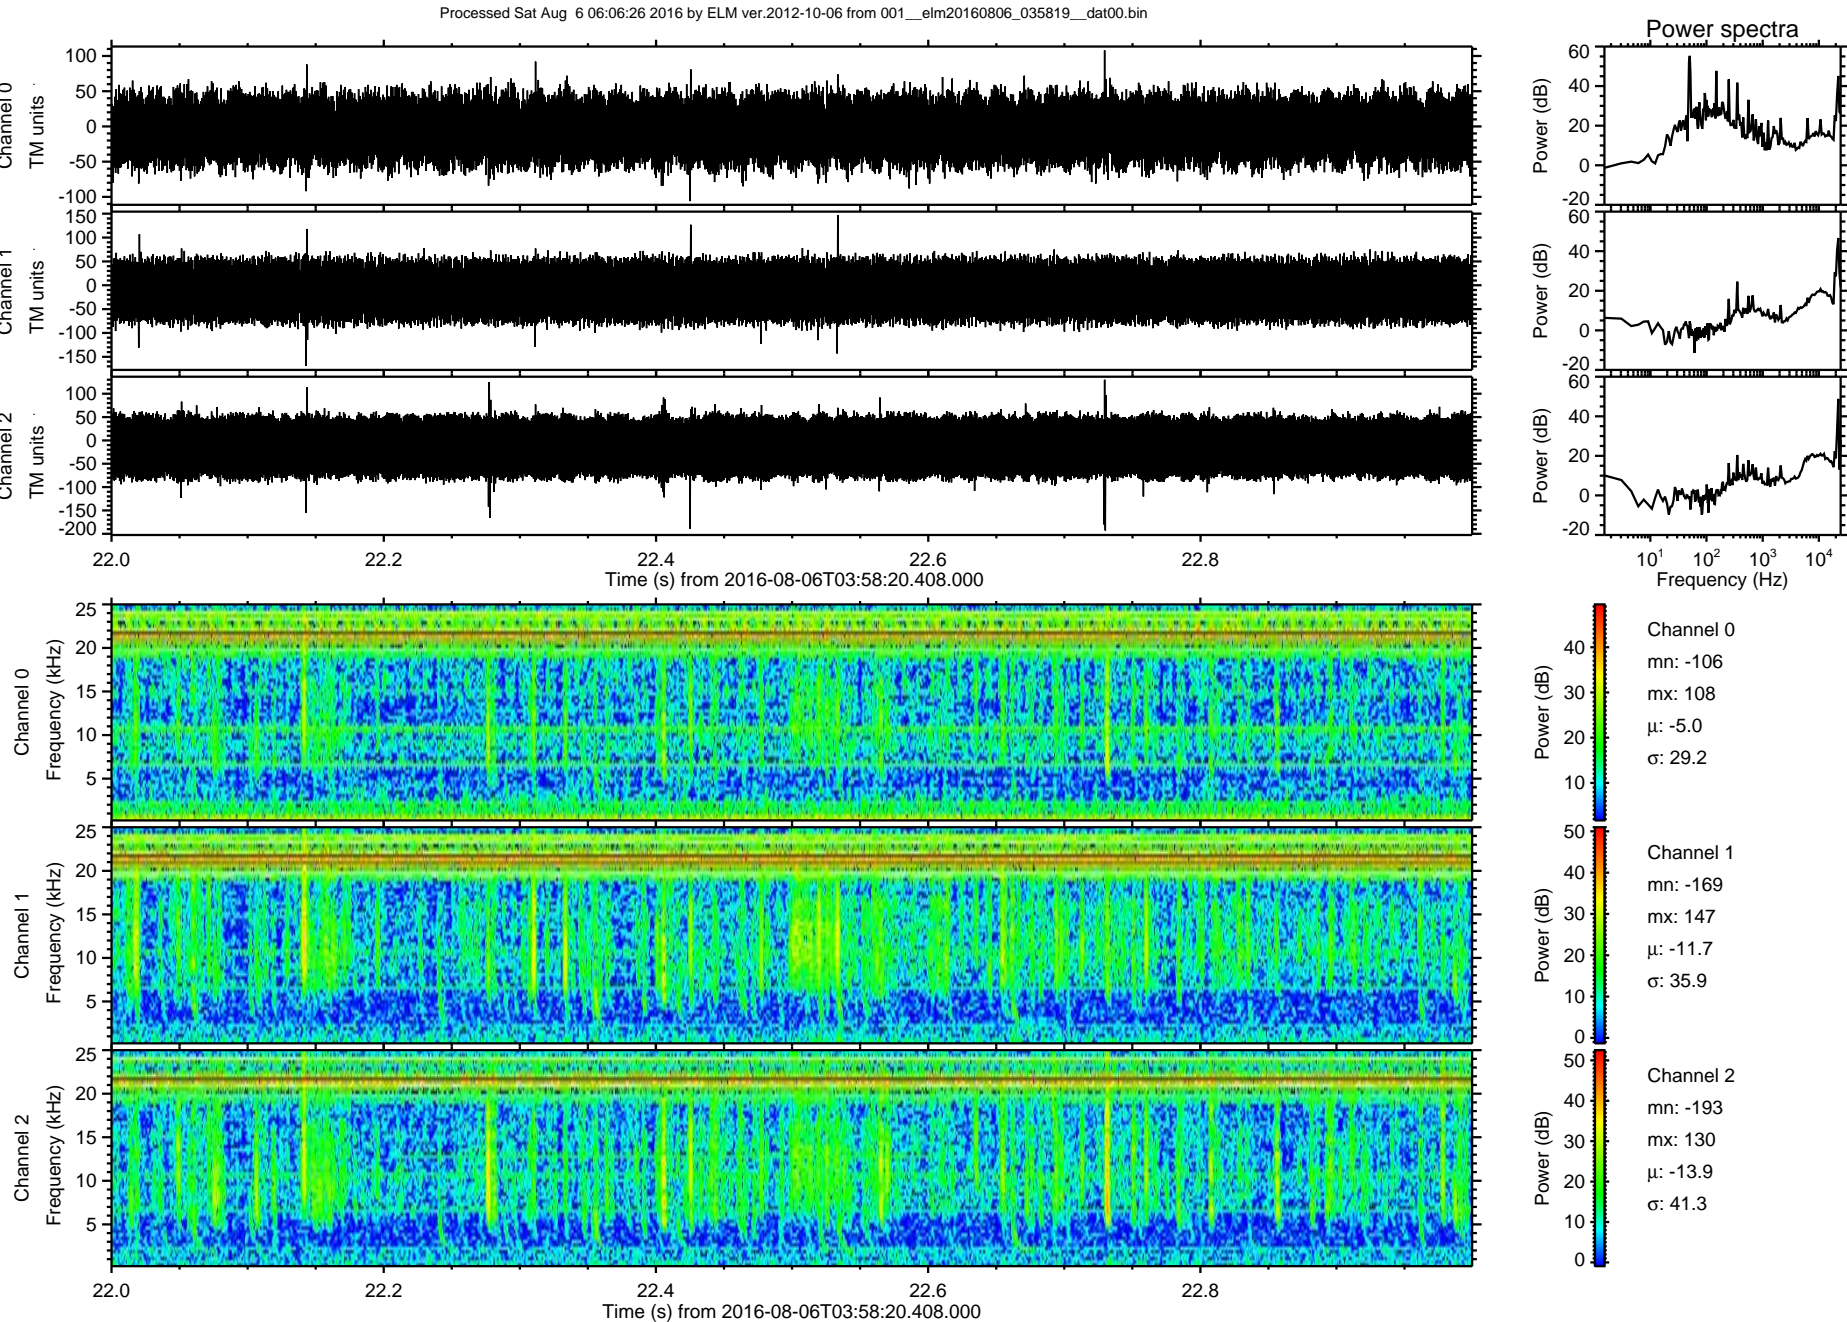 Processed Sat Aug  6 06:06:26 2016 by ELM ver.2012-10-06 from 001__elm20160806_035819__dat00.bin
Power spectra
Channel 0
TM units
100
50
0
-50
-100
Power (dB)
60
40
20
0
-20
Channel 1
TM units
150
100
50
0
-50
-100
-150
Power (dB)
60
40
20
0
-20
Channel 2
TM units
100
50
0
-50
-100
-150
-200
Power (dB)
60
40
20
0
-20
22.0 22.2 22.4 22.6 22.8
Time (s) from 2016-08-06T03:58:20.408.000
10¹ 10² 10³ 10⁴
Frequency (Hz)
Channel 0
Frequency (kHz)
25
20
15
10
5
Power (dB)
40
30
20
10
Channel 0
mn: -106
mx: 108
μ: -5.0
σ: 29.2
Channel 1
Frequency (kHz)
25
20
15
10
5
Power (dB)
50
40
30
20
10
0
Channel 1
mn: -169
mx: 147
μ: -11.7
σ: 35.9
Channel 2
Frequency (kHz)
25
20
15
10
5
Power (dB)
50
40
30
20
10
0
Channel 2
mn: -193
mx: 130
μ: -13.9
σ: 41.3
22.0 22.2 22.4 22.6 22.8
Time (s) from 2016-08-06T03:58:20.408.000